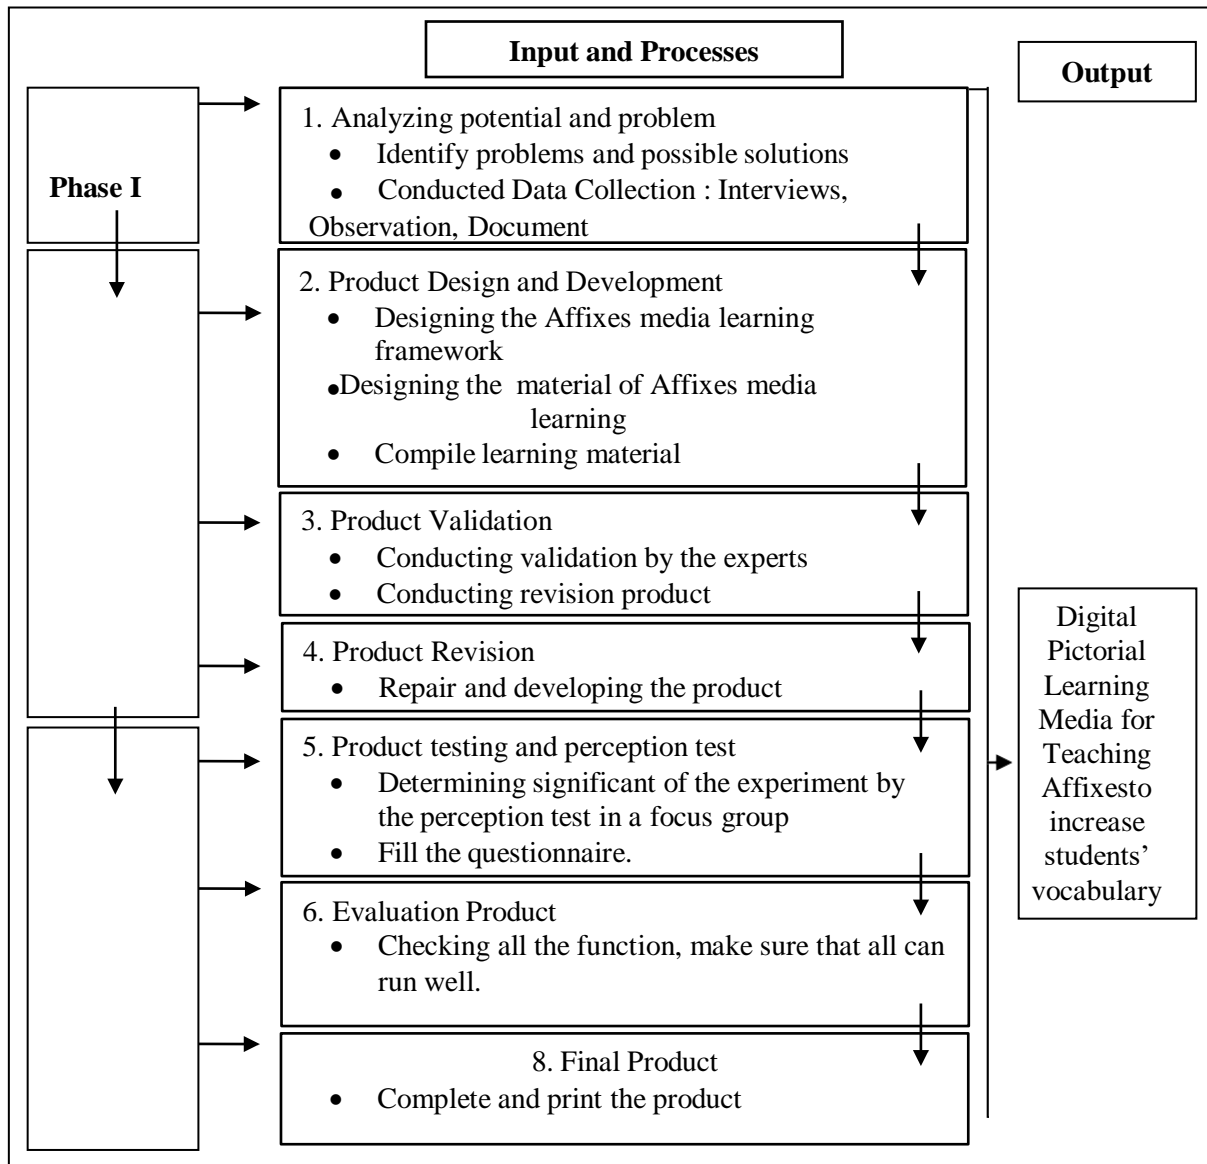 Input and Processes
Output
Phase I
1. Analyzing potential and problem
• Identify problems and possible solutions
• Conducted Data Collection : Interviews,
Observation, Document
2. Product Design and Development
• Designing the Affixes media learning
framework
•Designing the material of Affixes media
learning
• Compile learning material
3. Product Validation
• Conducting validation by the experts
• Conducting revision product
4. Product Revision
• Repair and developing the product
5. Product testing and perception test
• Determining significant of the experiment by
the perception test in a focus group
• Fill the questionnaire.
6. Evaluation Product
• Checking all the function, make sure that all can
run well.
8. Final Product
• Complete and print the product
Digital
Pictorial
Learning
Media for
Teaching
Affixesto
increase
students’
vocabulary